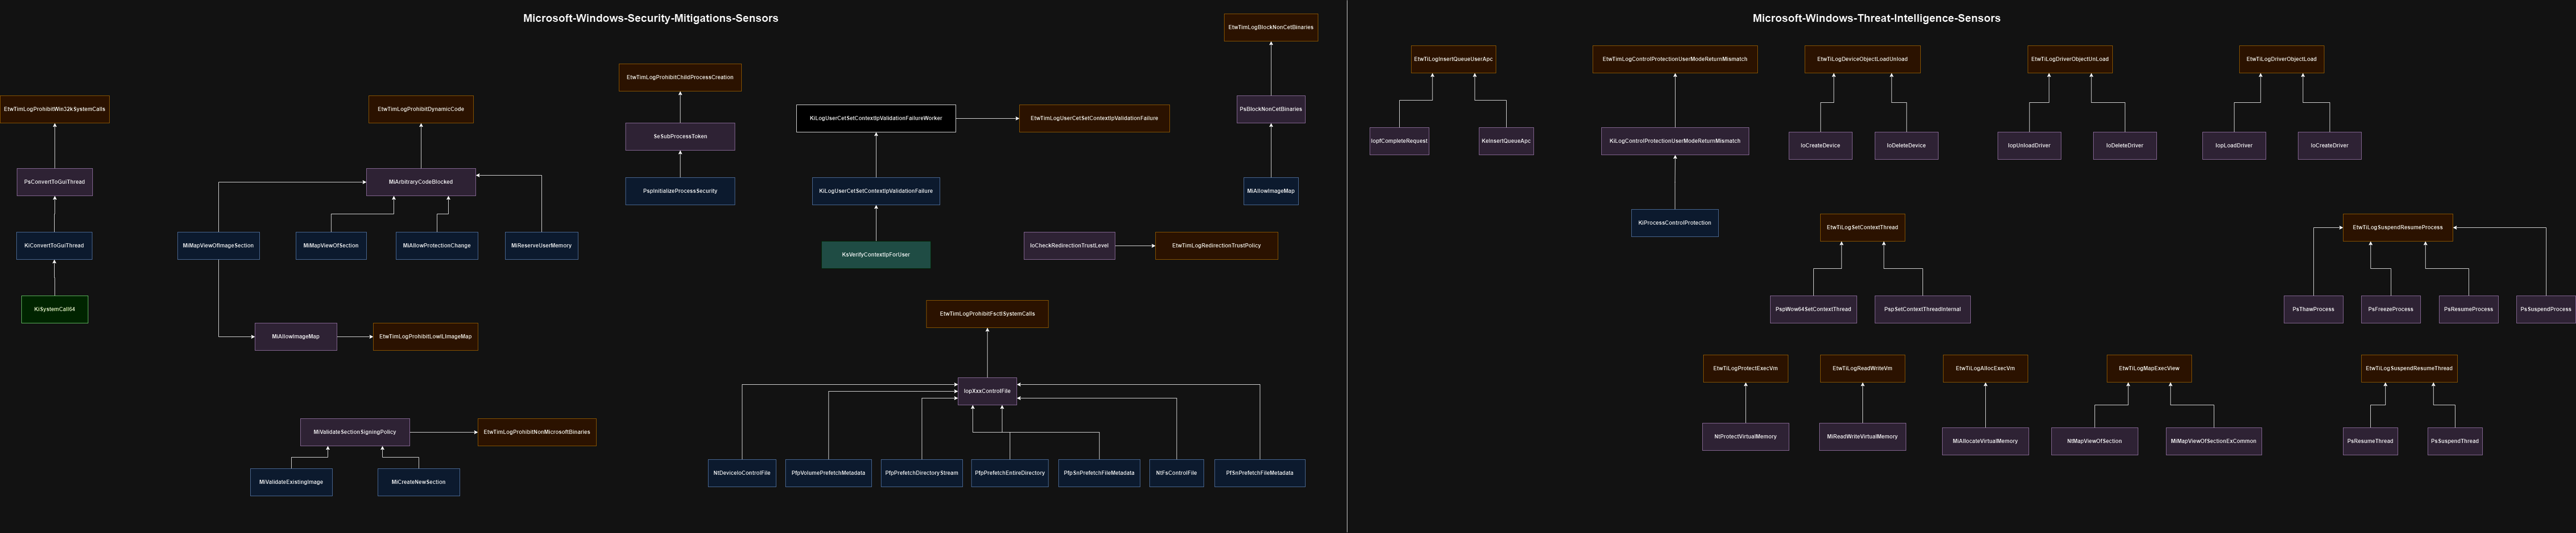 Microsoft-Windows-Security-Mitigations-Sensors
EtwTimLogBlockNonCetBinaries
EtwTimLogProhibitChildProcessCreation
EtwTimLogProhibitWin32kSystemCalls
EtwTimLogProhibitDynamicCode
PsBlockNonCetBinaries
KiLogUserCetSetContextIpValidationFailureWorker
EtwTimLogUserCetSetContextIpValidationFailure
SeSubProcessToken
PsConvertToGuiThread
MiArbitraryCodeBlocked
PspInitializeProcessSecurity
KiLogUserCetSetContextIpValidationFailure
MiAllowImageMap
KiConvertToGuiThread
MiMapViewOfImageSection
MiMapViewOfSection
MiAllowProtectionChange
MiReserveUserMemory
KsVerifyContextIpForUser
IoCheckRedirectionTrustLevel
EtwTimLogRedirectionTrustPolicy
KiSystemCall64
EtwTimLogProhibitFsctlSystemCalls
MiAllowImageMap
EtwTimLogProhibitLowILImageMap
IopXxxControlFile
MiValidateSectionSigningPolicy
EtwTimLogProhibitNonMicrosoftBinaries
NtDeviceIoControlFile
PfpVolumePrefetchMetadata
PfpPrefetchDirectoryStream
PfpPrefetchEntireDirectory
PfpSnPrefetchFileMetadata
NtFsControlFile
PfSnPrefetchFileMetadata
MiValidateExistingImage
MiCreateNewSection
Microsoft-Windows-Threat-Intelligence-Sensors
EtwTiLogInsertQueueUserApc
EtwTimLogControlProtectionUserModeReturnMismatch
EtwTiLogDeviceObjectLoadUnload
EtwTiLogDriverObjectUnLoad
EtwTiLogDriverObjectLoad
IopfCompleteRequest
KeInsertQueueApc
KiLogControlProtectionUserModeReturnMismatch
IoCreateDevice
IoDeleteDevice
IopUnloadDriver
IoDeleteDriver
IopLoadDriver
IoCreateDriver
KiProcessControlProtection
EtwTiLogSetContextThread
EtwTiLogSuspendResumeProcess
PspWow64SetContextThread
PspSetContextThreadInternal
PsThawProcess
PsFreezeProcess
PsResumeProcess
PsSuspendProcess
EtwTiLogProtectExecVm
EtwTiLogReadWriteVm
EtwTiLogAllocExecVm
EtwTiLogMapExecView
EtwTiLogSuspendResumeThread
NtProtectVirtualMemory
MiReadWriteVirtualMemory
MiAllocateVirtualMemory
NtMapViewOfSection
MiMapViewOfSectionExCommon
PsResumeThread
PsSuspendThread